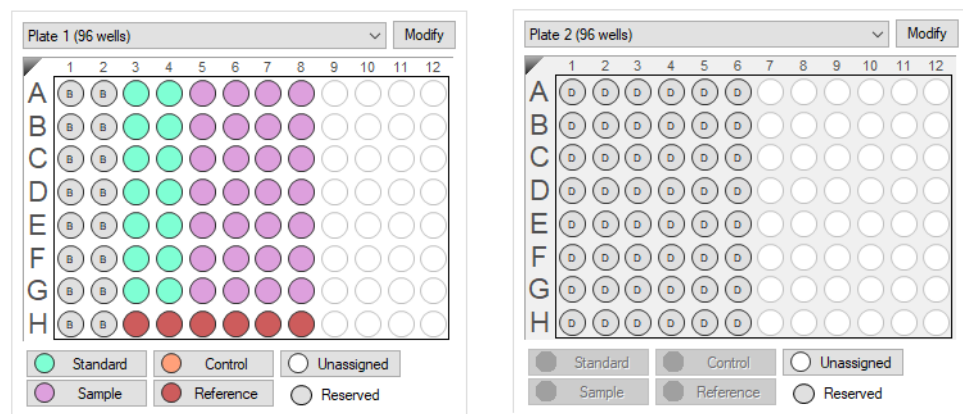 Plate 1 (96 wells) Modify
1 2 3 4 5 6 7 8 9 10 11 12
A B B
B B B
C B B
D B B
E B B
F B B
G B B
H B B
Standard Control Unassigned
Sample Reference Reserved
Plate 2 (96 wells) Modify
1 2 3 4 5 6 7 8 9 10 11 12
A D D D D D D
B D D D D D D
C D D D D D D
D D D D D D D
E D D D D D D
F D D D D D D
G D D D D D D
H D D D D D D
Standard Control Unassigned
Sample Reference Reserved